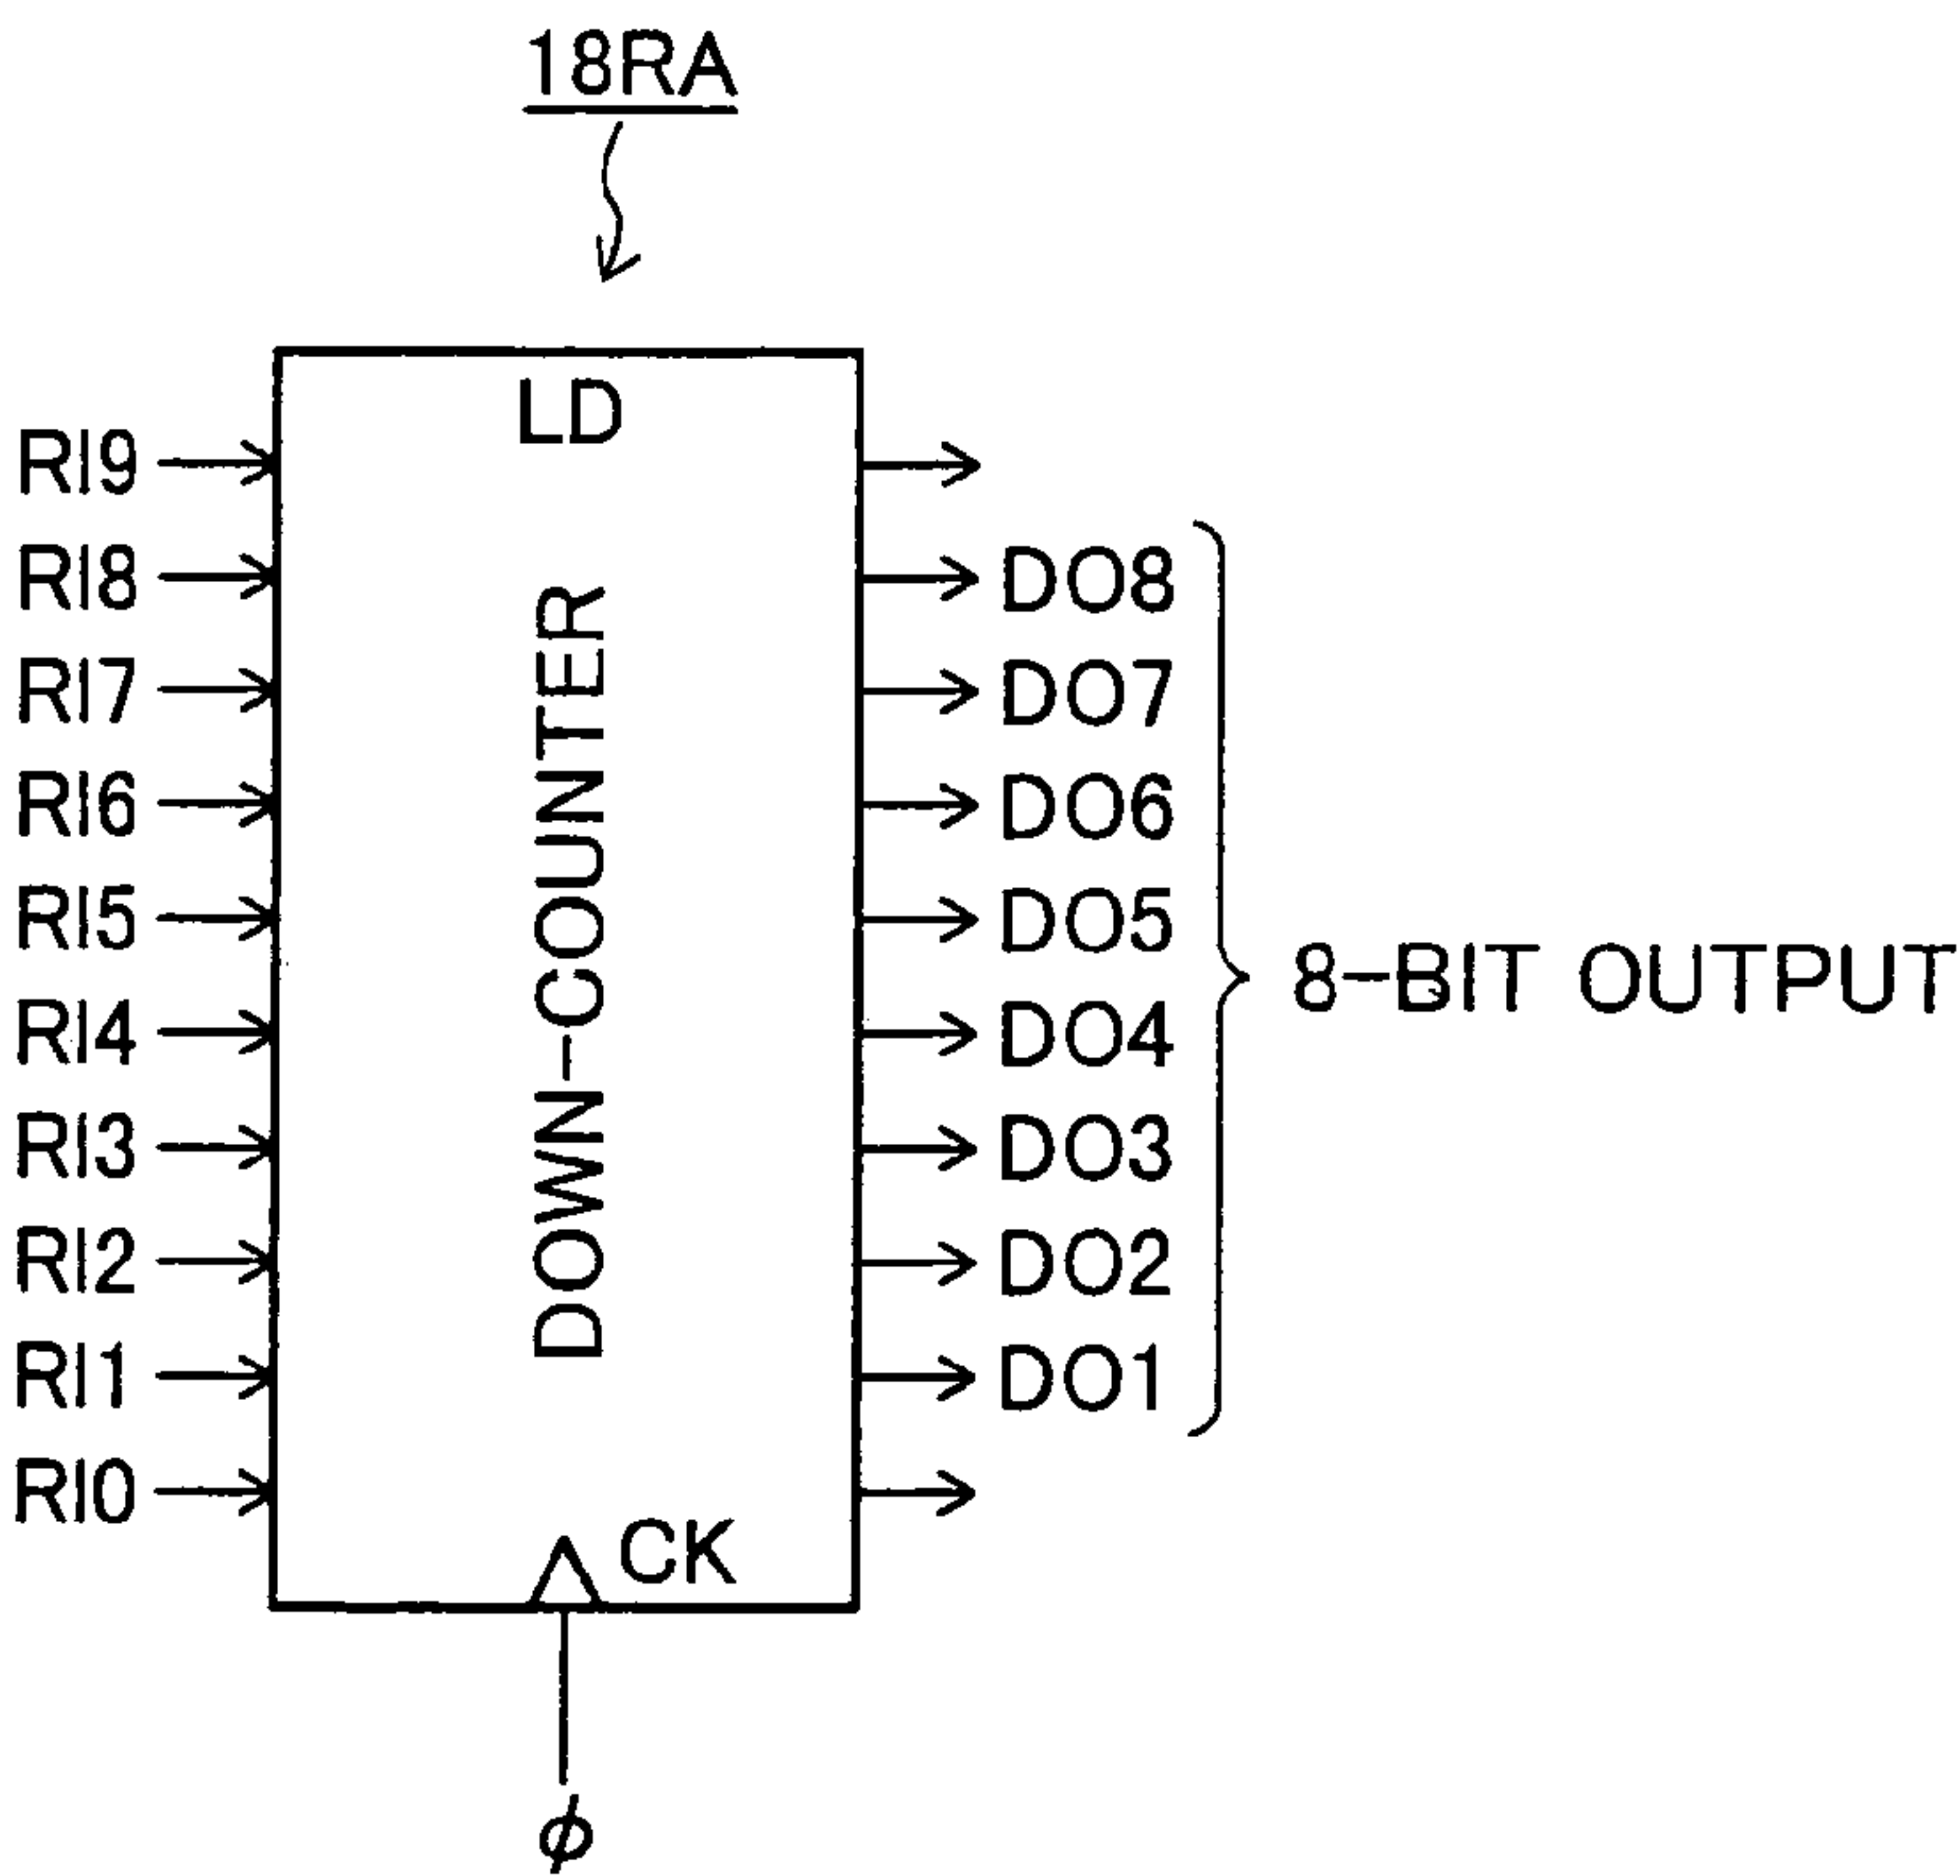 18RA
LD
RI9
RI8
RI7
RI6
RI5
RI4
RI3
RI2
RI1
RI0
DOWN-COUNTER
DO8
DO7
DO6
DO5
DO4
DO3
DO2
DO1
8-BIT OUTPUT
CK
φ